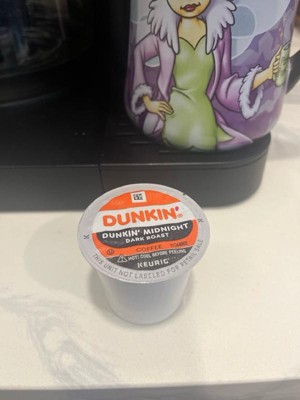 DUNKIN'
DUNKIN' MIDNIGHT
DARK ROAST
COFFEE
HOT! COOL BEFORE PEELING
KEURIG
THIS UNIT NOT LABELED FOR RETAIL SALE